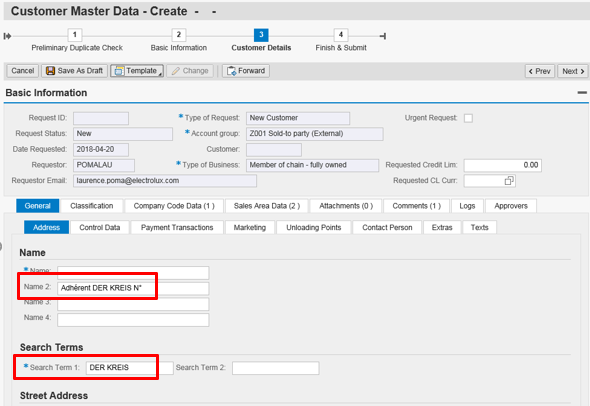 Customer Master Data - Create - -
1 2 3 4
Preliminary Duplicate Check Basic Information Customer Details Finish & Submit
Cancel Save As Draft Template Change Forward Prev Next
Basic Information
Request ID: * Type of Request: New Customer Urgent Request:
Request Status: New * Account group: Z001 Sold-to party (External)
Date Requested: 2018-04-20 Customer:
Requestor: POMALAU * Type of Business: Member of chain - fully owned Requested Credit Lim: 0.00
Requestor Email: laurence.poma@electrolux.com Requested CL Curr:
General Classification Company Code Data (1) Sales Area Data (2) Attachments (0) Comments (1) Logs Approvers
Address Control Data Payment Transactions Marketing Unloading Points Contact Person Extras Texts
Name
* Name:
Name 2: Adhérent DER KREIS N°
Name 3:
Name 4:
Search Terms
* Search Term 1: DER KREIS Search Term 2:
Street Address